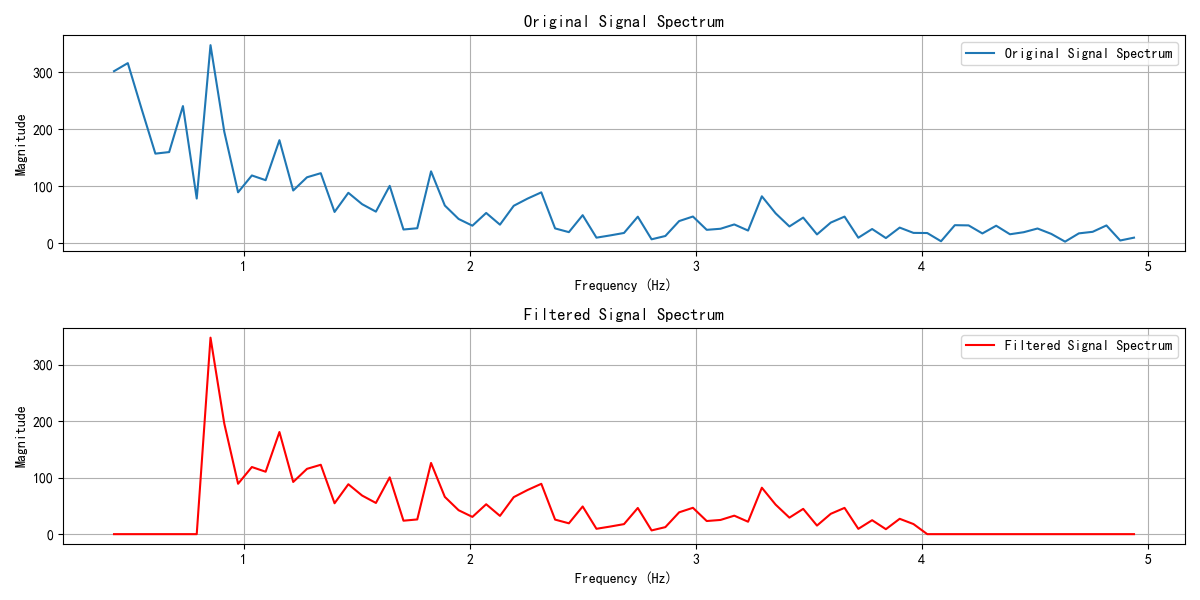 Original Signal Spectrum
Original Signal Spectrum
300
200
100
0
Magnitude
1 2 3 4 5
Frequency (Hz)
Filtered Signal Spectrum
Filtered Signal Spectrum
300
200
100
0
Magnitude
1 2 3 4 5
Frequency (Hz)